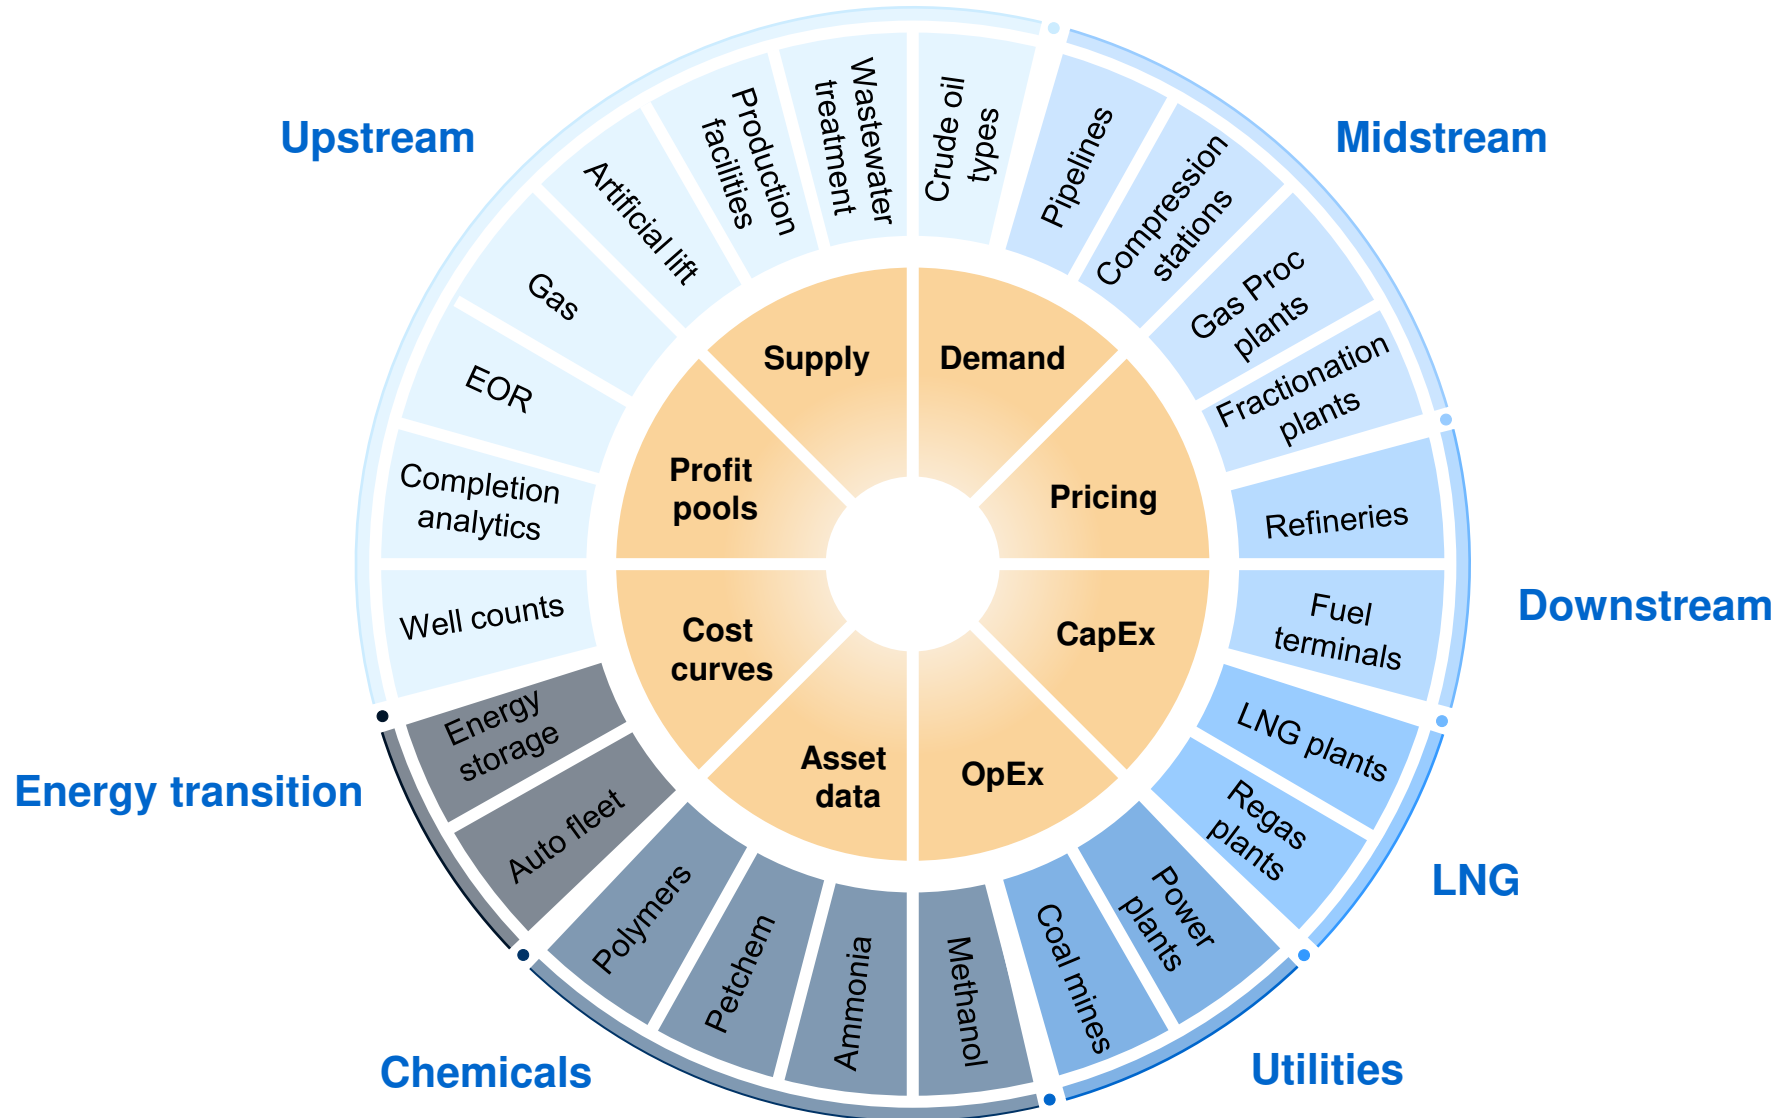 Upstream
Midstream
Downstream
LNG
Utilities
Chemicals
Energy transition
Crude oil
types
Pipelines
Compression
stations
Gas Proc
plants
Fractionation
plants
Refineries
Fuel
terminals
LNG plants
Regas
plants
Power
plants
Coal mines
Methanol
Ammonia
Petchem
Polymers
Auto fleet
Energy
storage
Well counts
Completion
analytics
EOR
Gas
Artificial lift
Production
facilities
Wastewater
treatment
Supply
Demand
Pricing
CapEx
OpEx
Asset
data
Cost
curves
Profit
pools